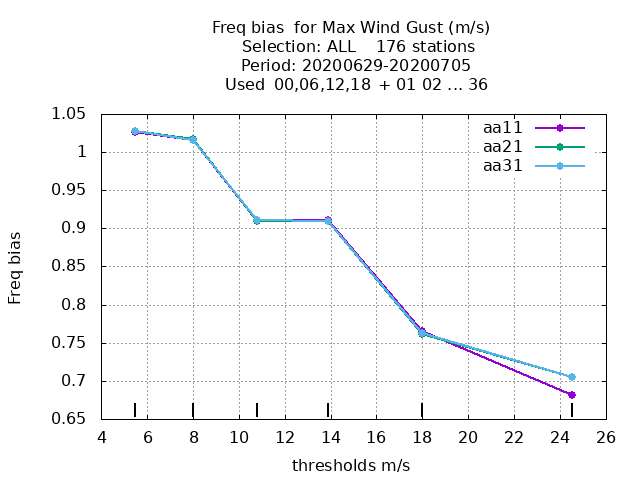 Freq bias  for Max Wind Gust (m/s)
Selection: ALL    176 stations
Period: 20200629-20200705
Used  00,06,12,18  + 01 02 ... 36
1.05
1
0.95
0.9
0.85
0.8
0.75
0.7
0.65
Freq bias
aa11
aa21
aa31
4 6 8 10 12 14 16 18 20 22 24 26
thresholds m/s